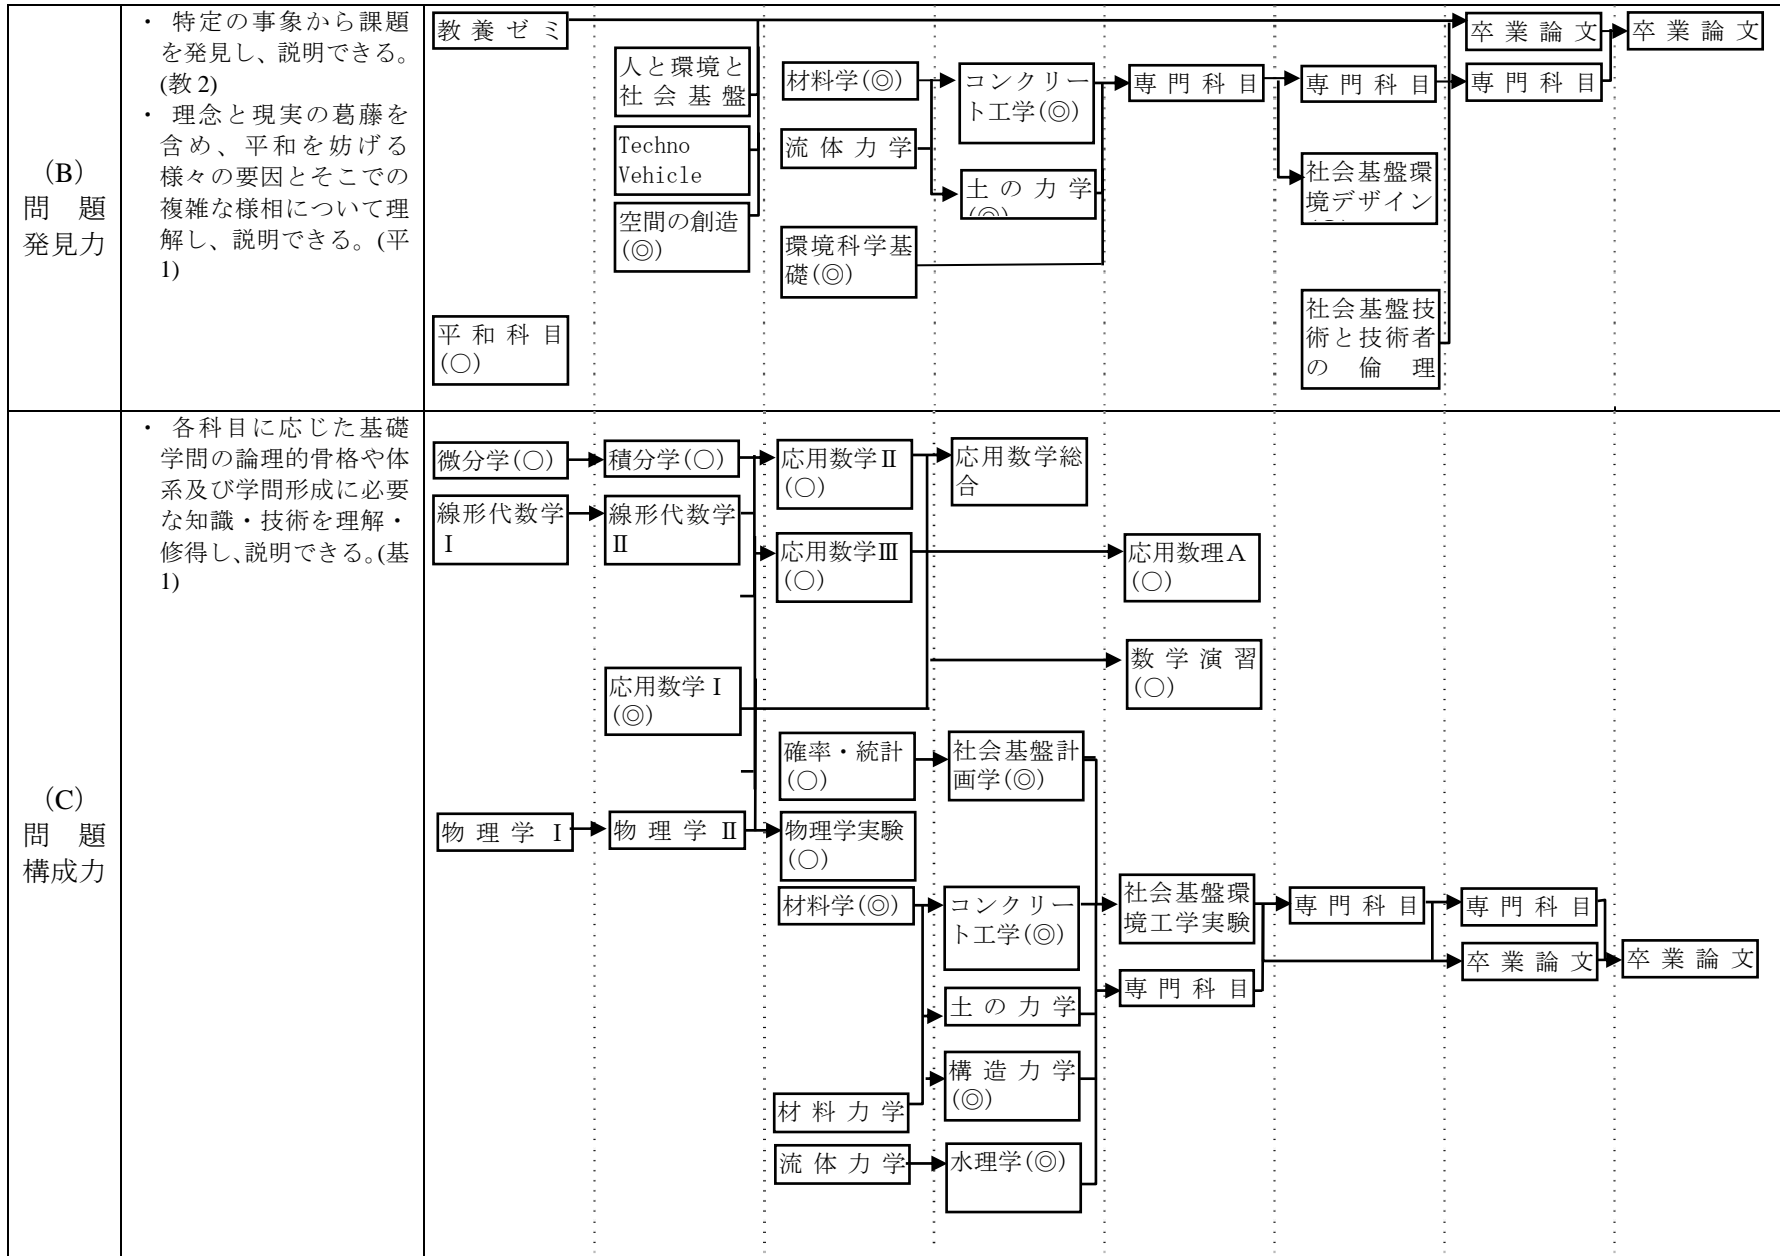 (B)
問 題
発見力
・ 特定の事象から課題
を発見し、説明できる。
(教 2)
・ 理念と現実の葛藤を
含め、平和を妨げる
様々の要因とそこでの
複雑な様相について理
解し、説明できる。(平
1)
教 養 ゼ ミ
平 和 科 目
(○)
人と環境と
社 会 基 盤
Techno
Vehicle
空間の創造
(◎)
材料学(◎)
流 体 力 学
環境科学基
礎(◎)
コンクリー
ト工学(◎)
土 の 力 学
専 門 科 目
専 門 科 目
社会基盤環
境デザイン
社会基盤技
術と技術者
の 倫 理
卒 業 論 文
専 門 科 目
卒 業 論 文
(C)
問 題
構成力
・ 各科目に応じた基礎
学問の論理的骨格や体
系及び学問形成に必要
な知識・技術を理解・
修得し、説明できる。(基
1)
微分学(○)
線形代数学
Ⅰ
物 理 学 Ⅰ
積分学(○)
線形代数学
Ⅱ
応用数学Ⅰ
(◎)
物 理 学 Ⅱ
応用数学Ⅱ
(○)
応用数学Ⅲ
(○)
確率・統計
(○)
物理学実験
(○)
材料学(◎)
材 料 力 学
流 体 力 学
応用数学総
合
社会基盤計
画学(◎)
コンクリー
ト工学(◎)
土 の 力 学
構 造 力 学
(◎)
水理学(◎)
応用数理A
(○)
数 学 演 習
(○)
社会基盤環
境工学実験
専 門 科 目
専 門 科 目
専 門 科 目
卒 業 論 文
卒 業 論 文